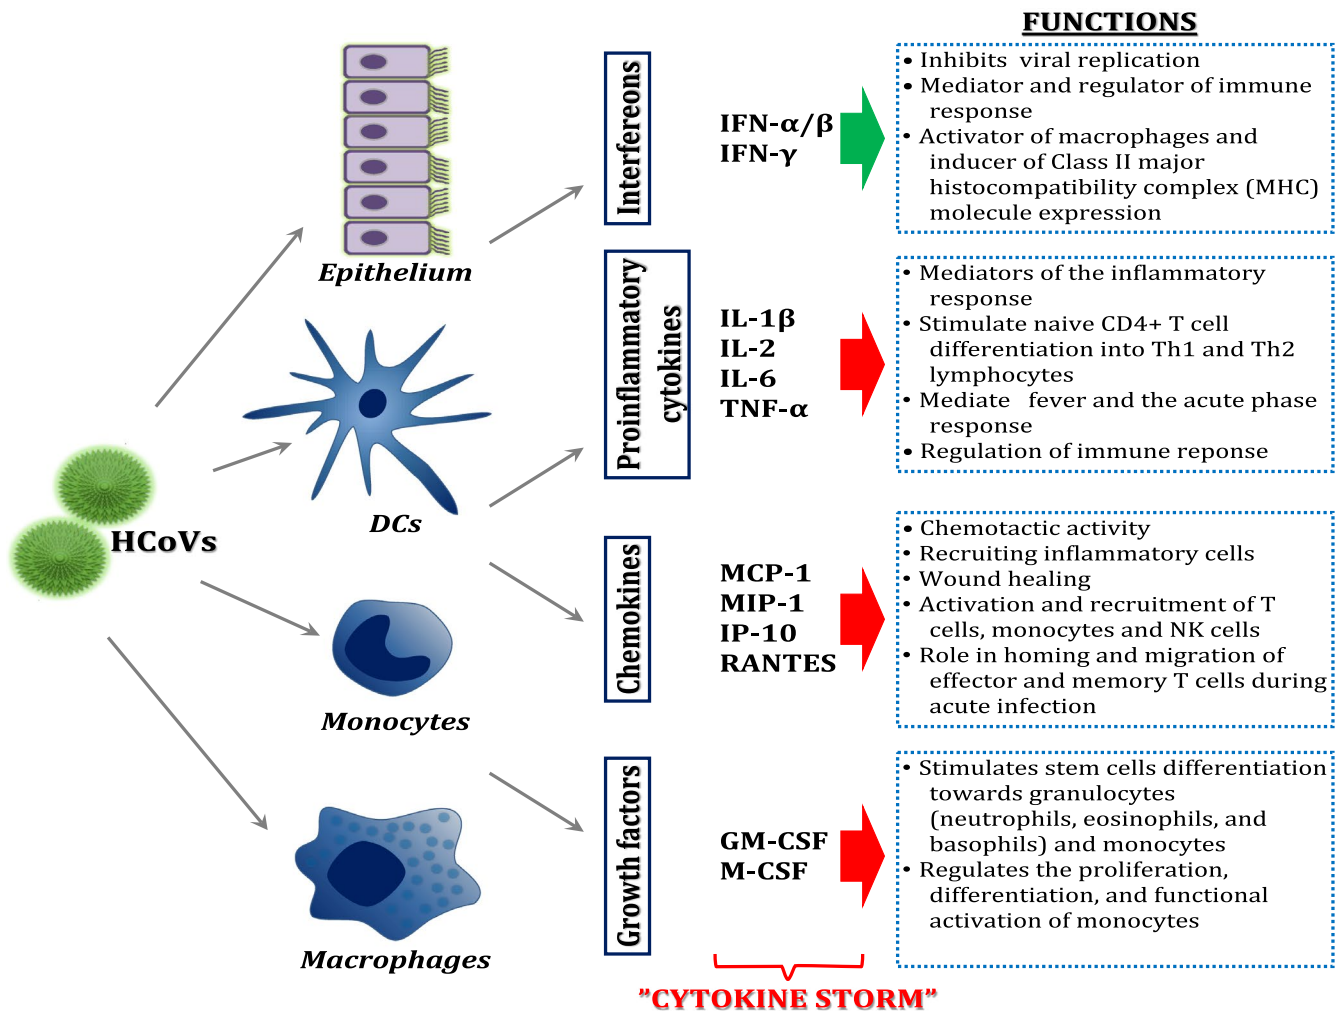 FUNCTIONS
Epithelium
DCs
HCoVs
Monocytes
Macrophages
Interfereons
IFN-α/β
IFN-γ
• Inhibits viral replication
• Mediator and regulator of immune
response
• Activator of macrophages and
inducer of Class II major
histocompatibility complex (MHC)
molecule expression
Proinflammatory
cytokines
IL-1β
IL-2
IL-6
TNF-α
• Mediators of the inflammatory
response
• Stimulate naive CD4+ T cell
differentiation into Th1 and Th2
lymphocytes
• Mediate fever and the acute phase
response
• Regulation of immune reponse
Chemokines
MCP-1
MIP-1
IP-10
RANTES
• Chemotactic activity
• Recruiting inflammatory cells
• Wound healing
• Activation and recruitment of T
cells, monocytes and NK cells
• Role in homing and migration of
effector and memory T cells during
acute infection
Growth factors
GM-CSF
M-CSF
• Stimulates stem cells differentiation
towards granulocytes
(neutrophils, eosinophils, and
basophils) and monocytes
• Regulates the proliferation,
differentiation, and functional
activation of monocytes
”CYTOKINE STORM”